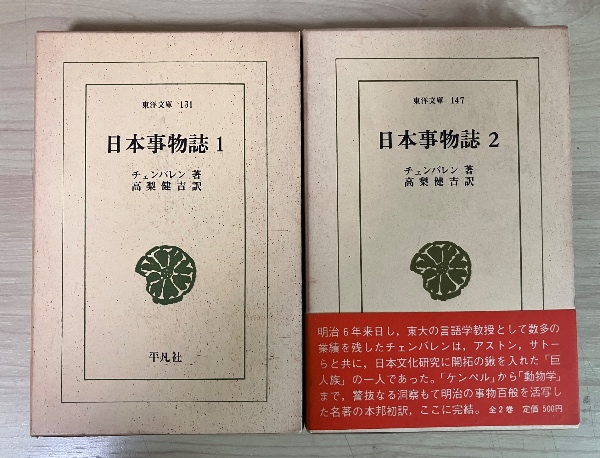 東洋文庫 131
日本事物誌 1
チェンバレン 著
高梨健吉 訳
平凡社
東洋文庫 147
日本事物誌 2
チェンバレン 著
高梨健吉 訳
明治6年来日し，東大の言語学教授として数多の
業績を残したチェンバレンは，アストン，サトー
らと共に，日本文化研究に開拓の鍬を入れた「巨
人族」の一人であった。「ケンペル」から「動物学」
まで，警抜なる洞察もて明治の事物百般を活写し
た名著の本邦初訳，ここに完結。 全2巻 定価 500円